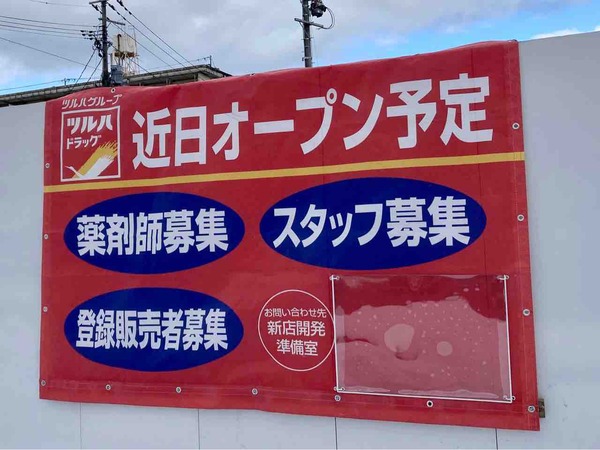 ツルハグループ
ツルハ
ドラッグ
近日オープン予定
薬剤師募集
スタッフ募集
登録販売者募集
お問い合わせ先
新店開発
準備室